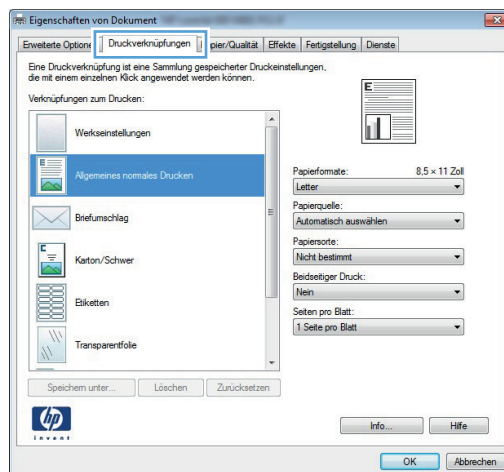 Eigenschaften von Dokument
Erweiterte Optione
Druckverknüpfungen
pier/Qualität
Effekte
Fertigstellung
Dienste
Eine Druckverknüpfung ist eine Sammlung gespeicherter Druckeinstellungen,
die mit einem einzelnen Klick angewendet werden können.
Verknüpfungen zum Drucken:
Werkseinstellungen
Allgemeines normales Drucken
Briefumschlag
Karton/Schwer
Etiketten
Transparentfolie
Speichern unter...
Löschen
Zurücksetzen
E
Papierformate: 8,5 × 11 Zoll
Letter
Papierquelle:
Automatisch auswählen
Papiersorte:
Nicht bestimmt
Beidseitiger Druck:
Nein
Seiten pro Blatt:
1 Seite pro Blatt
hp
invent
Info...
Hilfe
OK
Abbrechen